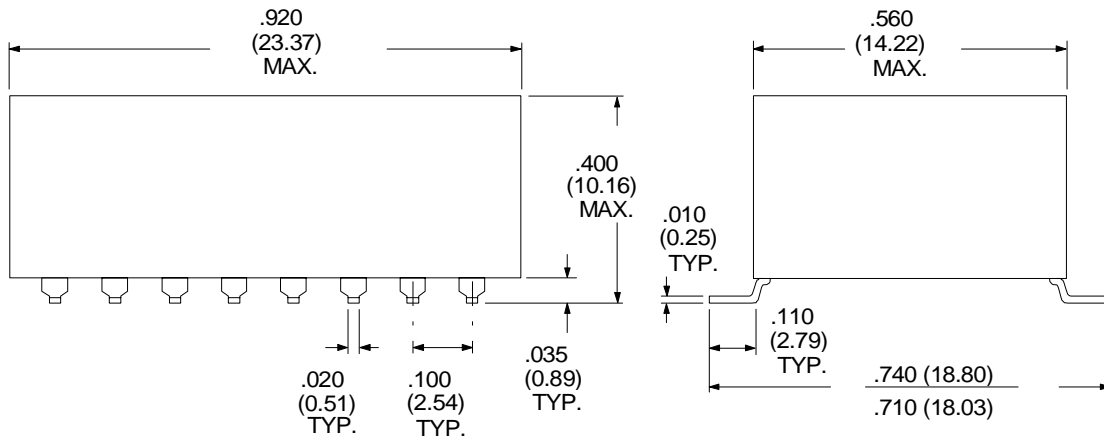 .920
(23.37)
MAX.
.560
(14.22)
MAX.
.400
(10.16)
MAX.
.010
(0.25)
TYP.
.020
(0.51)
TYP.
.100
(2.54)
TYP.
.035
(0.89)
TYP.
.110
(2.79)
TYP.
.740 (18.80)
.710 (18.03)